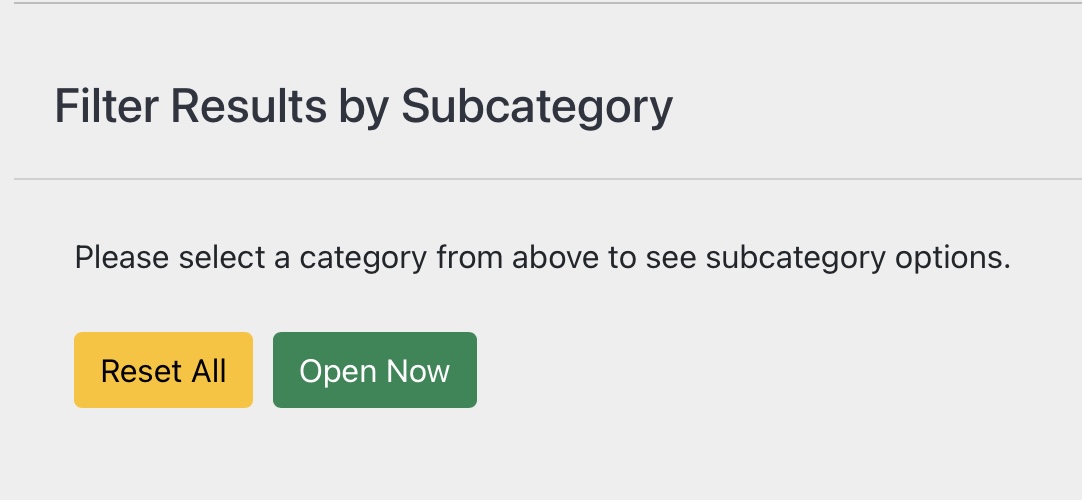 Filter Results by Subcategory
Please select a category from above to see subcategory options.
Reset All
Open Now